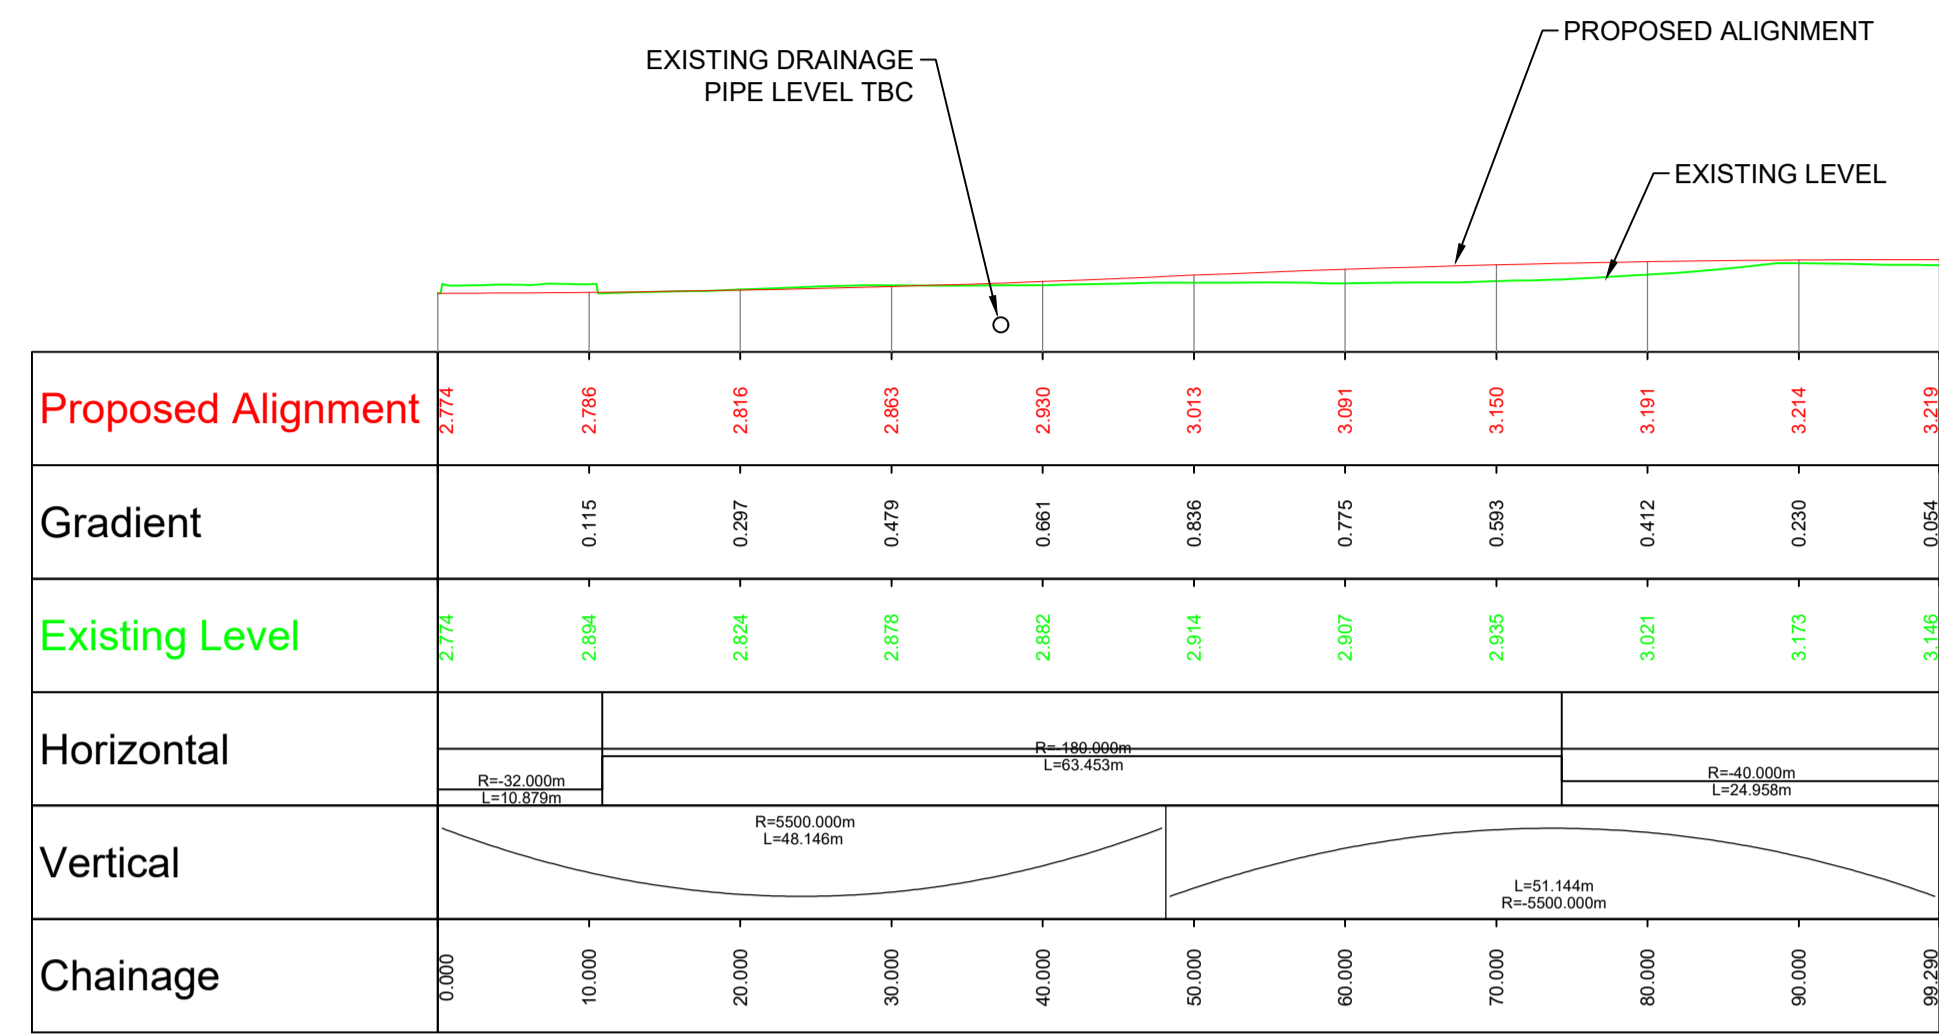 PROPOSED ALIGNMENT
EXISTING DRAINAGE
PIPE LEVEL TBC
EXISTING LEVEL
Proposed Alignment 2.774 2.786 2.816 2.863 2.930 3.013 3.091 3.150 3.191 3.214 3.219
Gradient 0.115 0.297 0.479 0.661 0.836 0.775 0.593 0.412 0.230 0.054
Existing Level 2.774 2.894 2.824 2.878 2.882 2.914 2.907 2.935 3.021 3.173 3.146
Horizontal
R=-32.000m
L=10.879m
R=-180.000m
L=63.453m
R=-40.000m
L=24.958m
Vertical
R=5500.000m
L=48.146m
L=51.144m
R=-5500.000m
Chainage 0.000 10.000 20.000 30.000 40.000 50.000 60.000 70.000 80.000 90.000 99.290